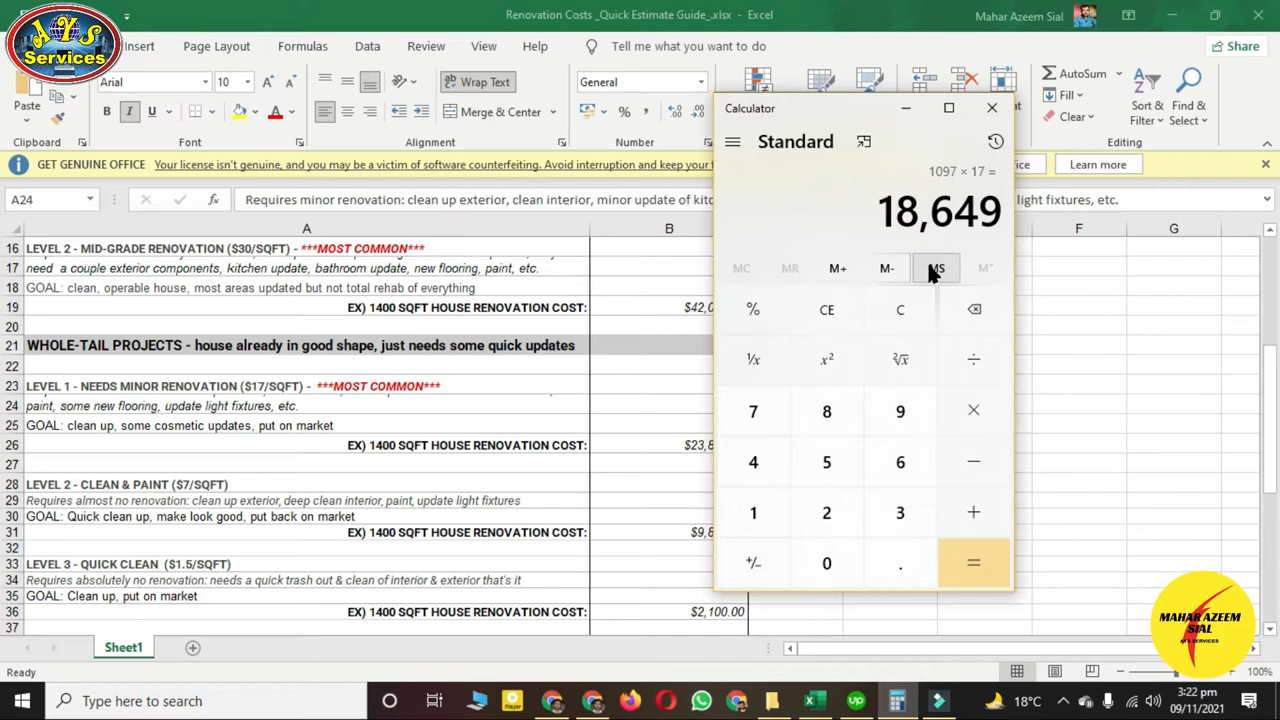 Renovation Costs _Quick Estimate Guide_.xlsx - Excel
Mahar Azeem Sial
AYS
Services
Insert Page Layout Formulas Data Review View Help Tell me what you want to do
Share
Paste
Clipboard
Arial 10
B I U
Font
Wrap Text
Merge & Center
Alignment
General
Number
AutoSum
Fill
Clear
Sort & Filter
Find & Select
Editing
GET GENUINE OFFICE Your license isn't genuine, and you may be a victim of software counterfeiting. Avoid interruption and keep your
Learn more
A24
fx
Requires minor renovation: clean up exterior, clean interior, minor update of kitc
light fixtures, etc.
A B F G
16 LEVEL 2 - MID-GRADE RENOVATION ($30/SQFT) - ***MOST COMMON***
17 need a couple exterior components, kitchen update, bathroom update, new flooring, paint, etc.
18 GOAL: clean, operable house, most areas updated but not total rehab of everything
19 EX) 1400 SQFT HOUSE RENOVATION COST: $42,0
20
21 WHOLE-TAIL PROJECTS - house already in good shape, just needs some quick updates
22
23 LEVEL 1 - NEEDS MINOR RENOVATION ($17/SQFT) - ***MOST COMMON***
24 paint, some new flooring, update light fixtures, etc.
25 GOAL: clean up, some cosmetic updates, put on market
26 EX) 1400 SQFT HOUSE RENOVATION COST: $23,8
27
28 LEVEL 2 - CLEAN & PAINT ($7/SQFT)
29 Requires almost no renovation: clean up exterior, deep clean interior, paint, update light fixtures
30 GOAL: Quick clean up, make look good, put back on market
31 EX) 1400 SQFT HOUSE RENOVATION COST: $9,8
32
33 LEVEL 3 - QUICK CLEAN ($1.5/SQFT)
34 Requires absolutely no renovation: needs a quick trash out & clean of interior & exterior that's it
35 GOAL: Clean up, put on market
36 EX) 1400 SQFT HOUSE RENOVATION COST: $2,100.00
37
Calculator
Standard
1097 × 17 =
18,649
MC MR M+ M- MS M˅
% CE C
¹/x x² ²√x ÷
7 8 9 ×
4 5 6 −
1 2 3 +
+/− 0 . =
MAHAR AZEEM
SIAL
AYS SERVICES
Sheet1
Ready
100%
Type here to search
Player
up
18°C
3:22 pm
09/11/2021